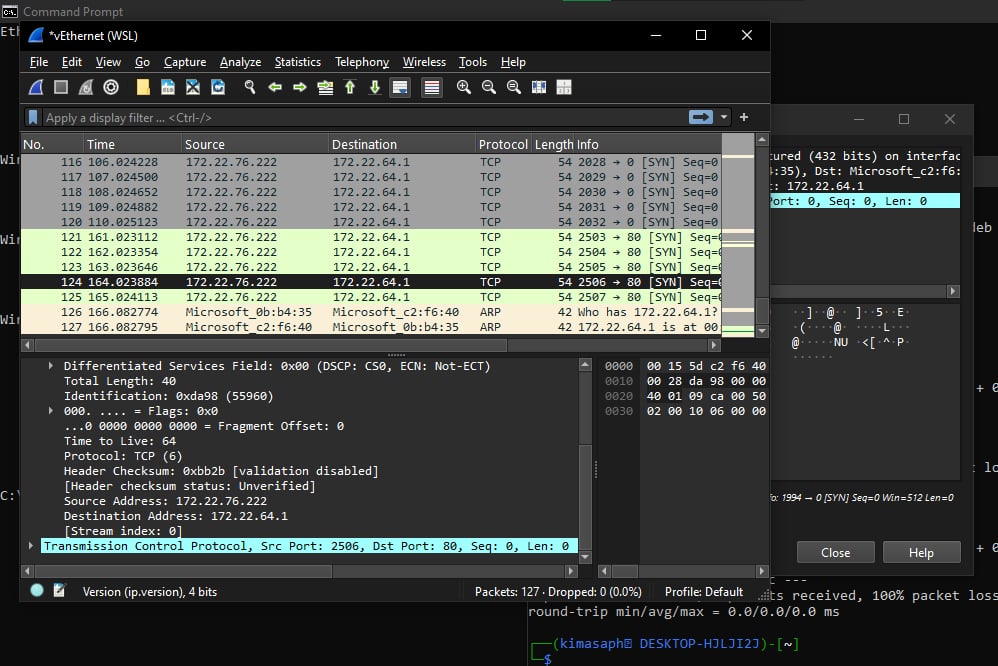 Command Prompt
Eth
*vEthernet (WSL)
File Edit View Go Capture Analyze Statistics Telephony Wireless Tools Help
Apply a display filter ... <Ctrl-/>
No. Time Source Destination Protocol Length Info
116 106.024228 172.22.76.222 172.22.64.1 TCP 54 2028 → 0 [SYN] Seq=0
117 107.024500 172.22.76.222 172.22.64.1 TCP 54 2029 → 0 [SYN] Seq=0
118 108.024652 172.22.76.222 172.22.64.1 TCP 54 2030 → 0 [SYN] Seq=0
119 109.024882 172.22.76.222 172.22.64.1 TCP 54 2031 → 0 [SYN] Seq=0
120 110.025123 172.22.76.222 172.22.64.1 TCP 54 2032 → 0 [SYN] Seq=0
121 161.023112 172.22.76.222 172.22.64.1 TCP 54 2503 → 80 [SYN] Seq=0
122 162.023354 172.22.76.222 172.22.64.1 TCP 54 2504 → 80 [SYN] Seq=0
123 163.023646 172.22.76.222 172.22.64.1 TCP 54 2505 → 80 [SYN] Seq=0
124 164.023884 172.22.76.222 172.22.64.1 TCP 54 2506 → 80 [SYN] Seq=0
125 165.024113 172.22.76.222 172.22.64.1 TCP 54 2507 → 80 [SYN] Seq=0
126 166.082774 Microsoft_0b:b4:35 Microsoft_c2:f6:40 ARP 42 Who has 172.22.64.1?
127 166.082795 Microsoft_c2:f6:40 Microsoft_0b:b4:35 ARP 42 172.22.64.1 is at 00
Differentiated Services Field: 0x00 (DSCP: CS0, ECN: Not-ECT)
Total Length: 40
Identification: 0xda98 (55960)
000. .... = Flags: 0x0
...0 0000 0000 0000 = Fragment Offset: 0
Time to Live: 64
Protocol: TCP (6)
Header Checksum: 0xbb2b [validation disabled]
[Header checksum status: Unverified]
Source Address: 172.22.76.222
Destination Address: 172.22.64.1
[Stream index: 0]
Transmission Control Protocol, Src Port: 2506, Dst Port: 80, Seq: 0, Len: 0
0000 00 15 5d c2 f6 40
0010 00 28 da 98 00 00
0020 40 01 09 ca 00 50
0030 02 00 10 06 00 00
Version (ip.version), 4 bits
Packets: 127 · Dropped: 0 (0.0%)
Profile: Default
tured (432 bits) on interfac
4:35), Dst: Microsoft_c2:f6:
t: 172.22.64.1
Port: 0, Seq: 0, Len: 0
··]··@·· ]··5··E·
·(····@· ····L···
@·····NU ·<[·^·P·
······
fo: 1994 → 0 [SYN] Seq=0 Win=512 Len=0
Close Help
Win
Win
Win
C:\
deb
+ 0
lo
+ 0
c ---
ts received, 100% packet loss
round-trip min/avg/max = 0.0/0.0/0.0 ms
┌──(kimasaph㉿ DESKTOP-HJLJI2J)-[~]
└─$